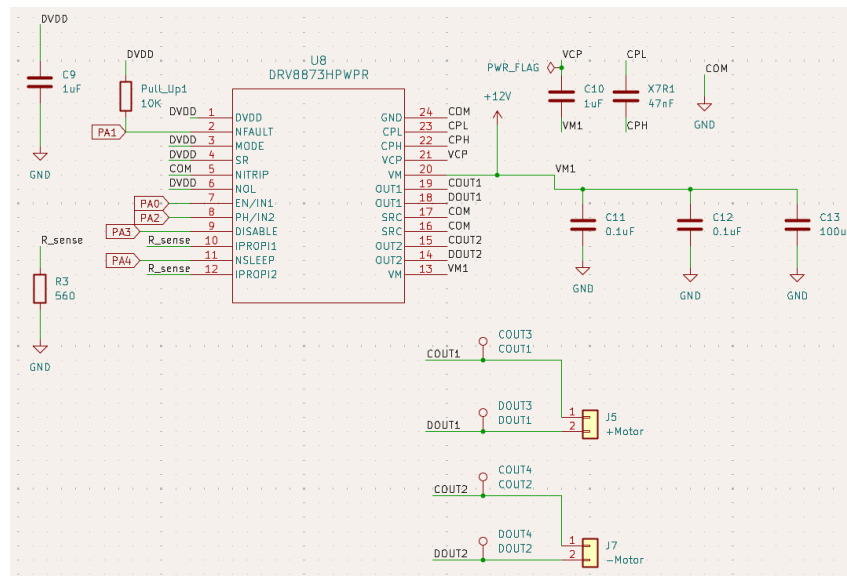 DVDD
C9
1uF
GND
DVDD
Pull_Up1
10K
PA1
U8
DRV8873HPWPR
DVDD 1 DVDD
2 NFAULT
DVDD 3 MODE
DVDD 4 SR
COM 5 NITRIP
DVDD 6 NOL
PA0 7 EN/IN1
PA2 8 PH/IN2
PA3 9 DISABLE
R_sense 10 IPROPI1
PA4 11 NSLEEP
R_sense 12 IPROPI2
GND 24 COM
CPL 23 CPL
CPH 22 CPH
VCP 21 VCP
VM 20
OUT1 19 COUT1
OUT1 18 DOUT1
SRC 17 COM
SRC 16 COM
OUT2 15 COUT2
OUT2 14 DOUT2
VM 13 VM1
R_sense
R3
560
GND
+12V
PWR_FLAG
VCP
C10
1uF
VM1
CPL
X7R1
47nF
CPH
COM
GND
VM1
C11
0.1uF
GND
C12
0.1uF
GND
C13
100u
GND
COUT3
COUT1
COUT1
DOUT3
DOUT1
DOUT1
1
2
J5
+Motor
COUT4
COUT2
COUT2
DOUT4
DOUT2
DOUT2
1
2
J7
−Motor